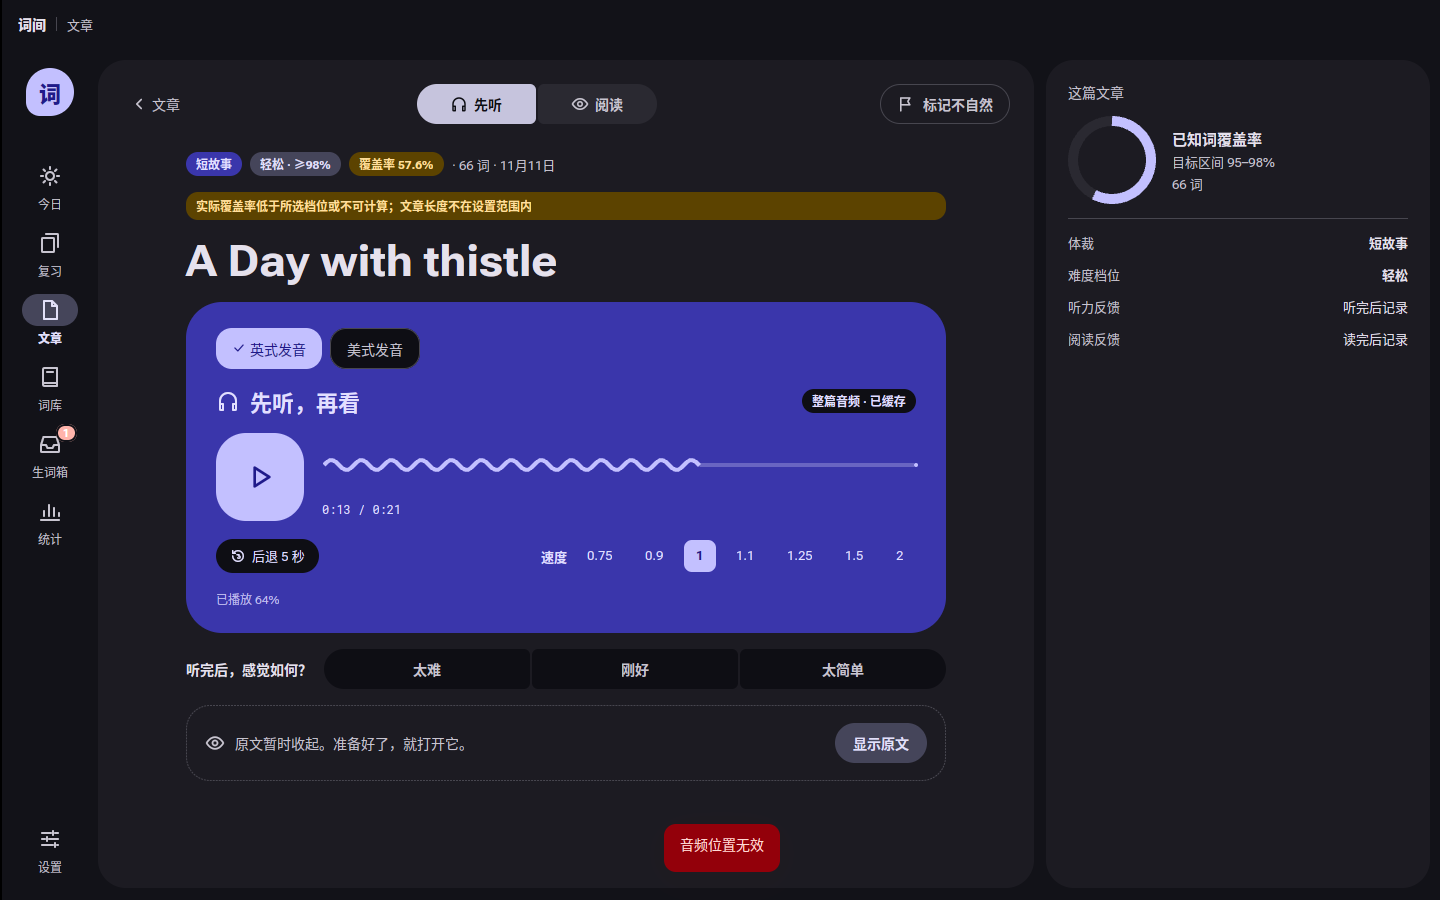 词间 | 文章
词
今日
复习
文章
词库
1
生词箱
统计
设置
文章
先听
阅读
标记不自然
短故事
轻松 · ≥98%
覆盖率 57.6%
· 66 词 · 11月11日
实际覆盖率低于所选档位或不可计算；文章长度不在设置范围内
A Day with thistle
英式发音
美式发音
先听，再看
整篇音频 · 已缓存
0:13 / 0:21
后退 5 秒
速度 0.75 0.9 1 1.1 1.25 1.5 2
已播放 64%
听完后，感觉如何？
太难
刚好
太简单
原文暂时收起。准备好了，就打开它。
显示原文
音频位置无效
这篇文章
已知词覆盖率
目标区间 95–98%
66 词
体裁 短故事
难度档位 轻松
听力反馈 听完后记录
阅读反馈 读完后记录